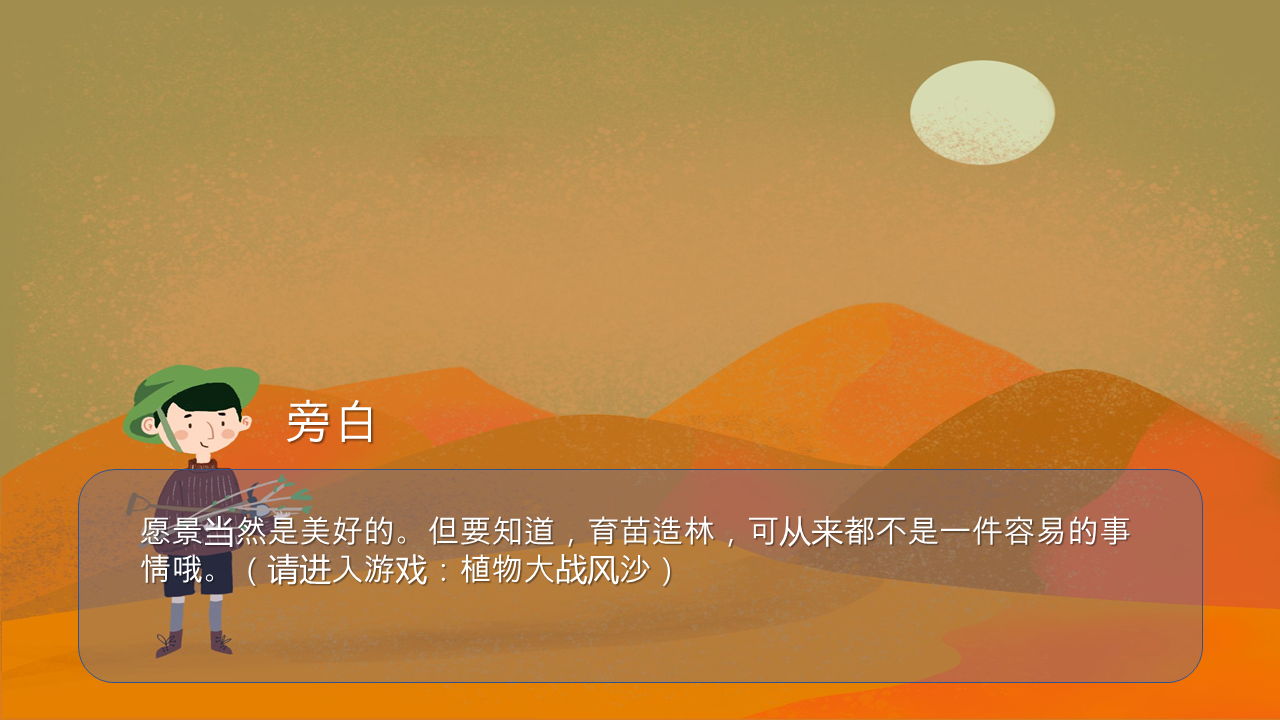 旁白
愿景当然是美好的。但要知道，育苗造林，可从来都不是一件容易的事
情哦。（请进入游戏：植物大战风沙）